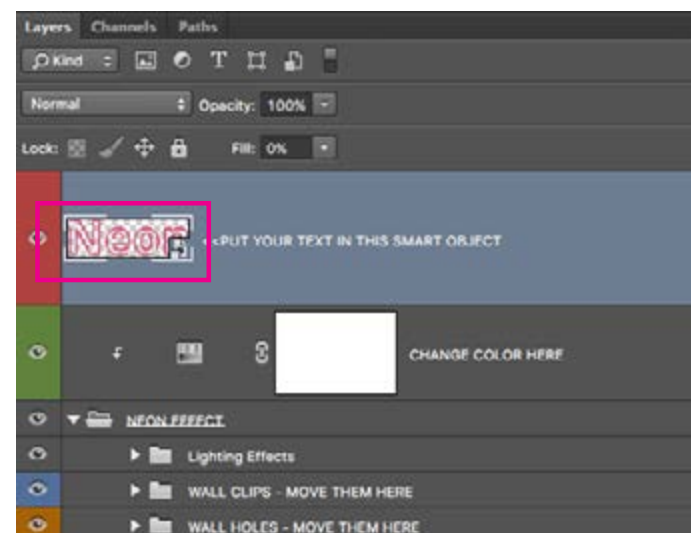 Layers Channels Paths
Kind
Normal Opacity: 100%
Lock: Fill: 0%
Neon <<PUT YOUR TEXT IN THIS SMART OBJECT
CHANGE COLOR HERE
NEON EFFECT
Lighting Effects
WALL CLIPS - MOVE THEM HERE
WALL HOLES - MOVE THEM HERE